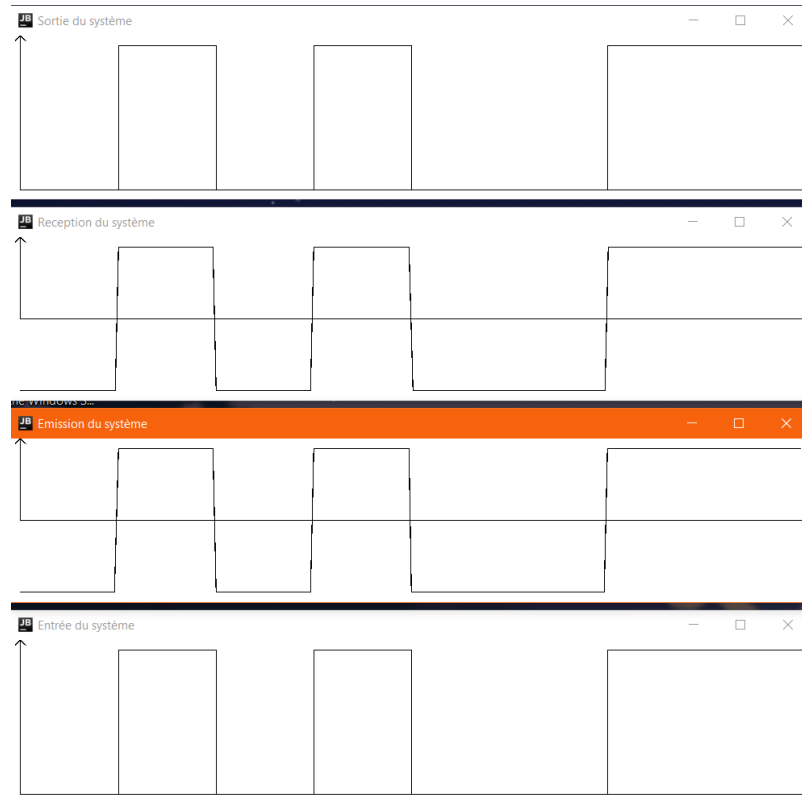 JB Sortie du système
JB Reception du système
JB Emission du système
JB Entrée du système